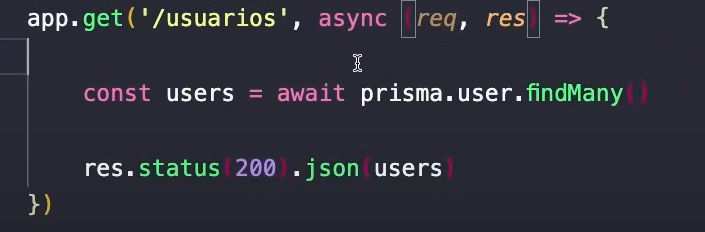 app.get('/usuarios', async (req, res) => {
const users = await prisma.user.findMany()
res.status(200).json(users)
})